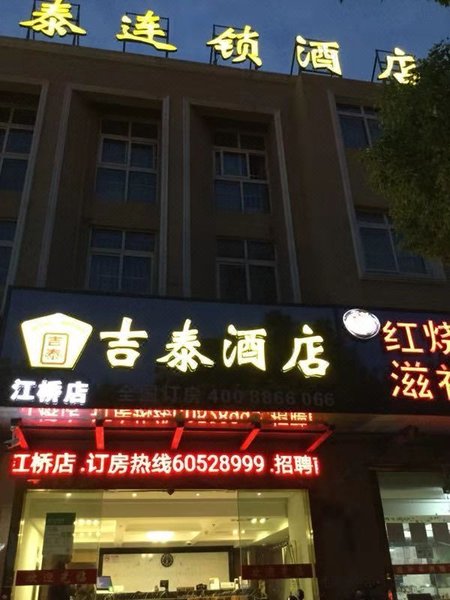 泰连锁酒店
吉泰
吉泰酒店
江桥店
全国订房 400 8866 066
江桥店.订房热线60528999.招聘
红烧
滋补